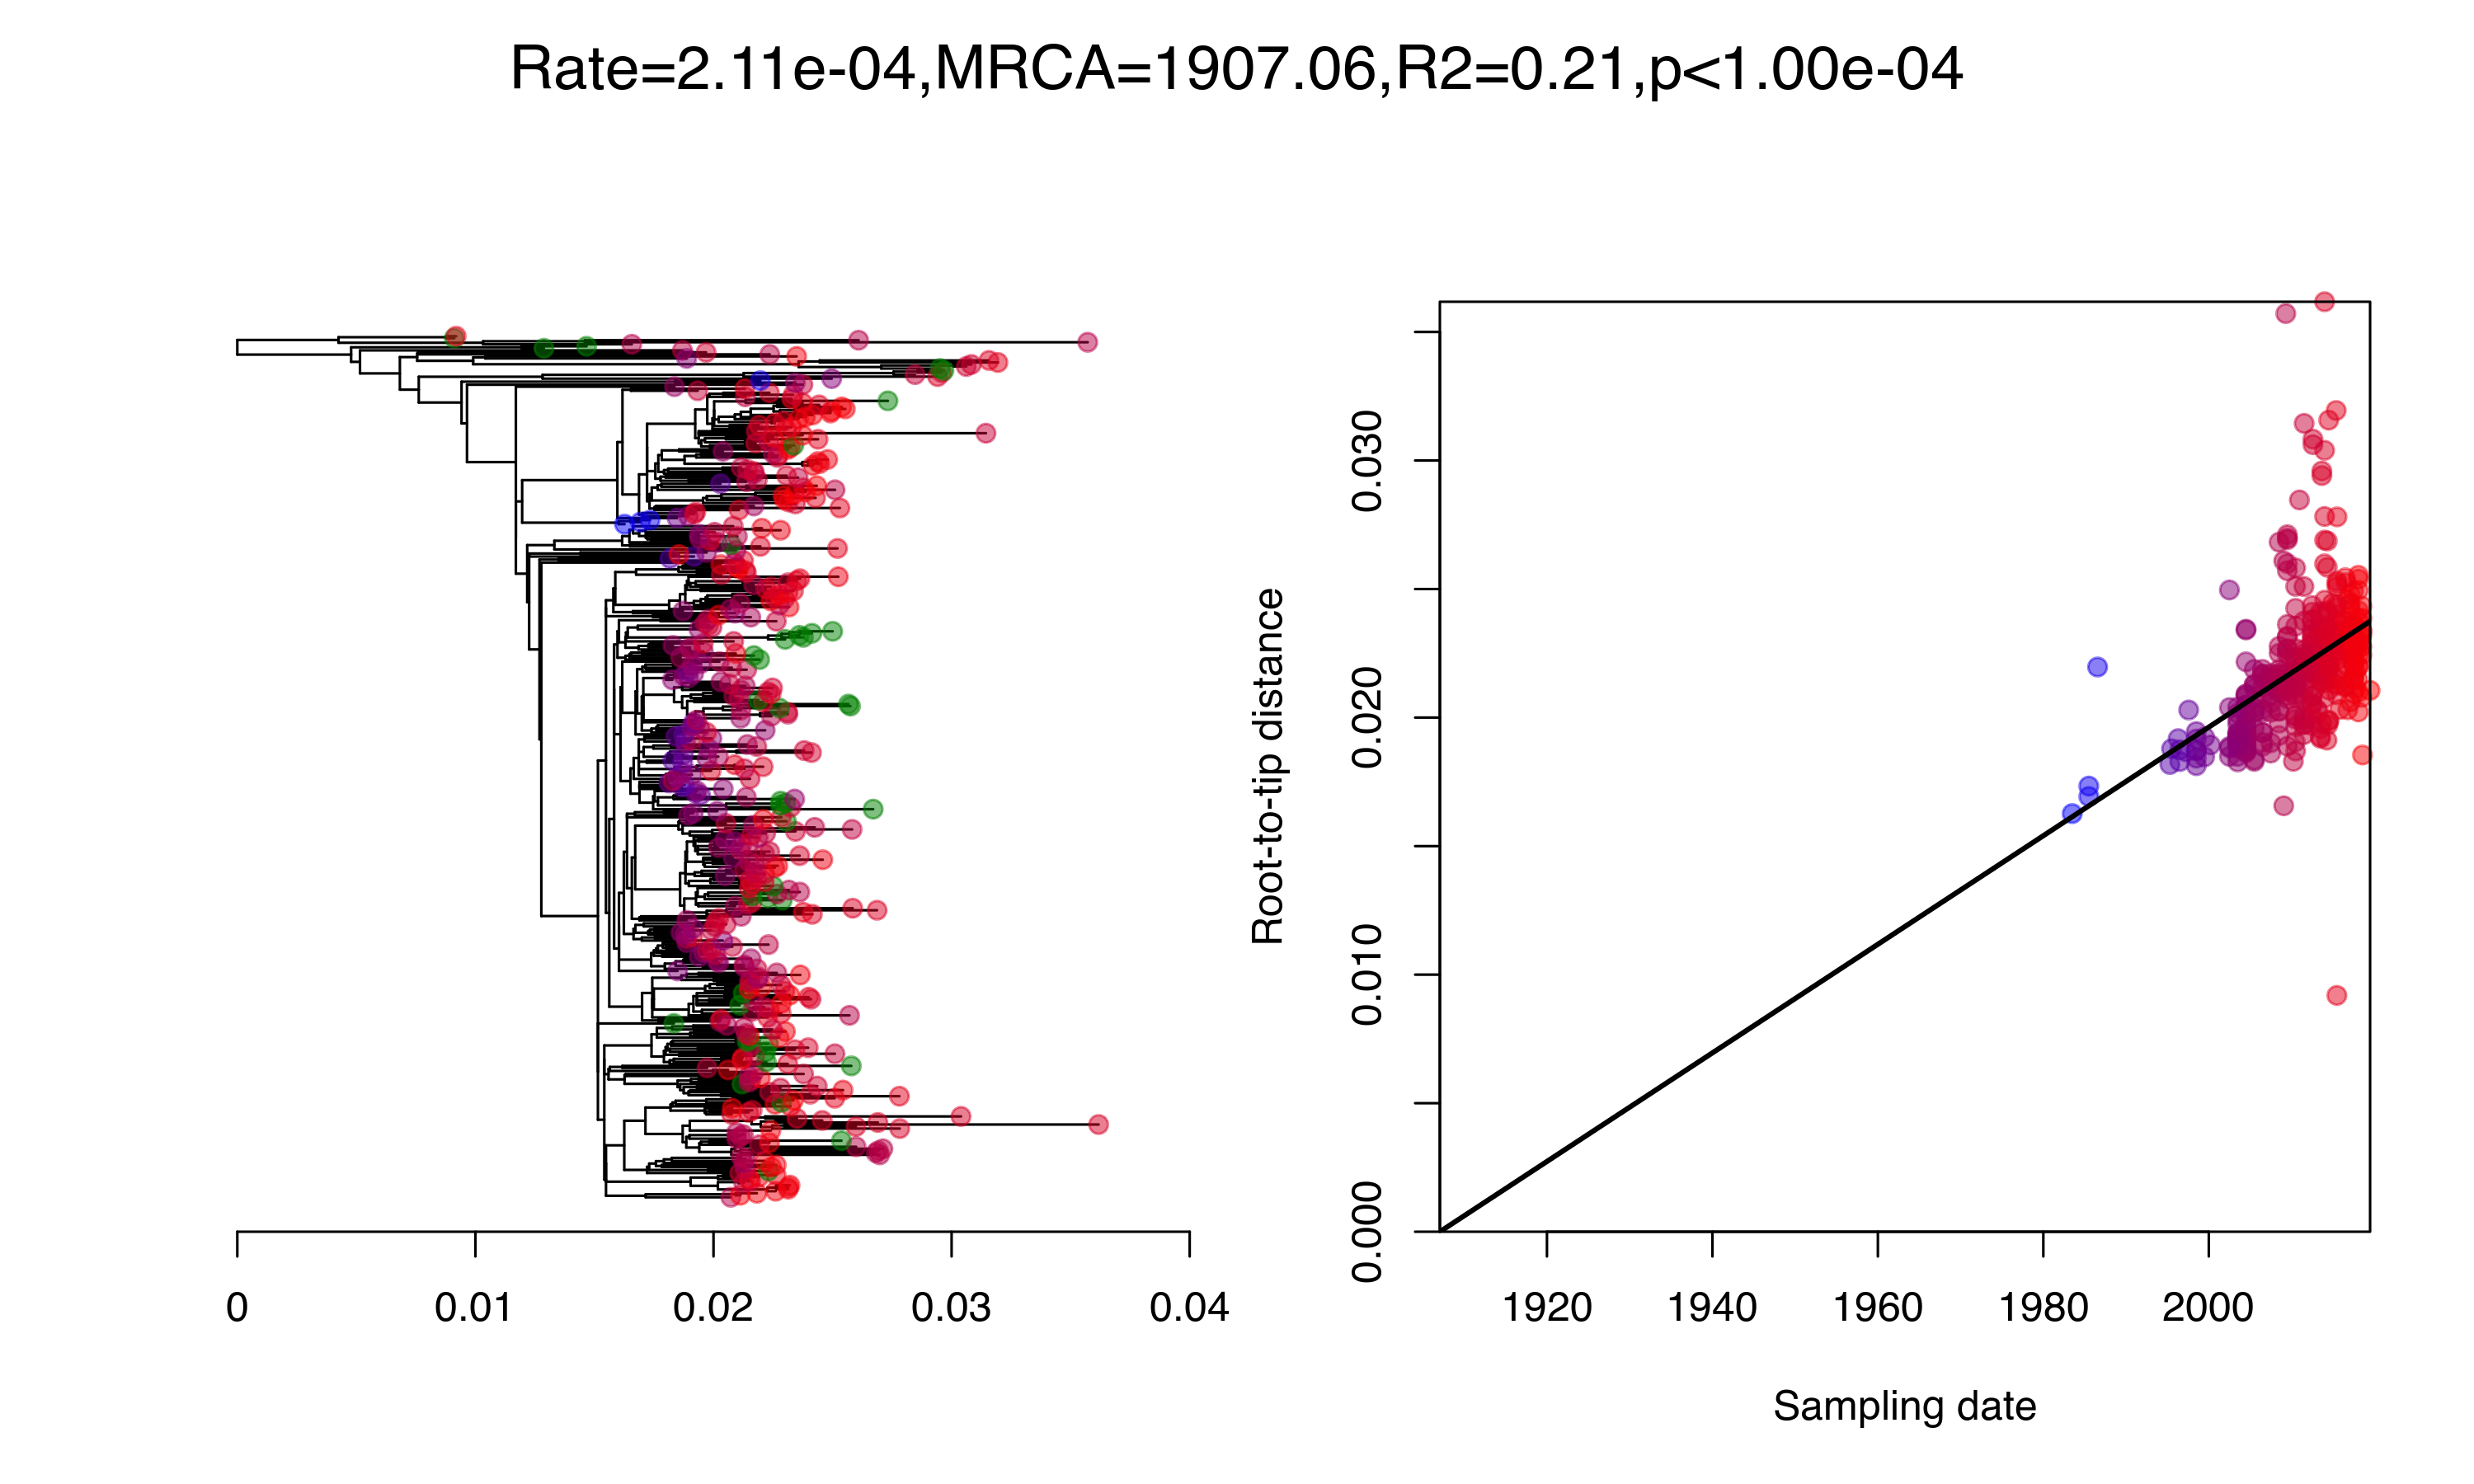 Rate=2.11e-04,MRCA=1907.06,R2=0.21,p<1.00e-04
0 0.01 0.02 0.03 0.04
Root-to-tip distance
0.000 0.010 0.020 0.030
1920 1940 1960 1980 2000
Sampling date